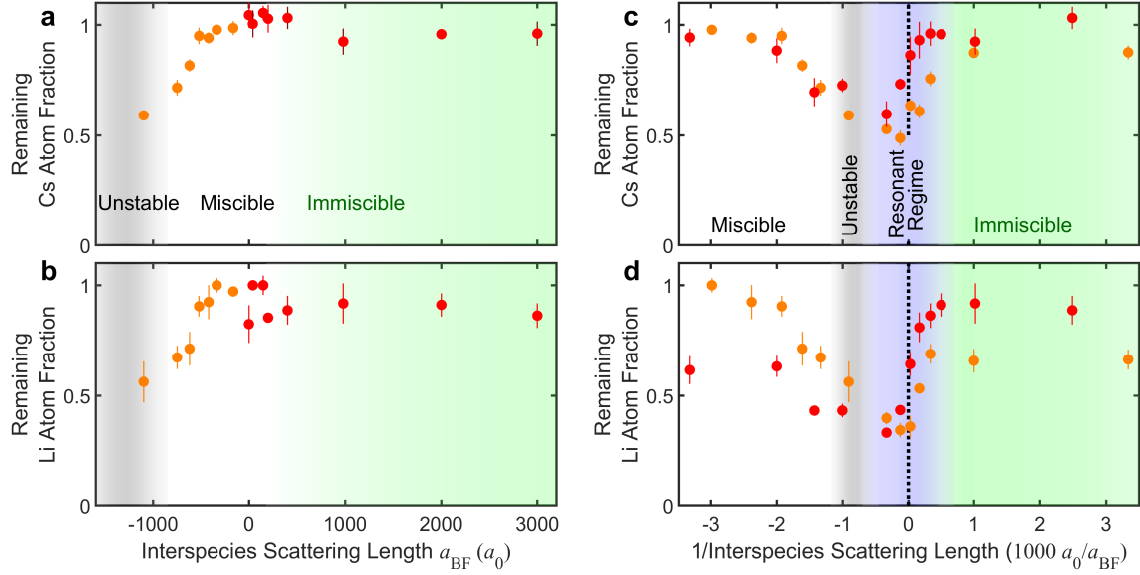 a
1
0.5
0
Remaining
Cs Atom Fraction
Unstable
Miscible
Immiscible
b
1
0.5
0
Remaining
Li Atom Fraction
-1000
0
1000
2000
3000
Interspecies Scattering Length a_BF (a_0)
c
1
0.5
0
Remaining
Cs Atom Fraction
Miscible
Unstable
Resonant
Regime
Immiscible
d
1
0.5
0
Remaining
Li Atom Fraction
-3
-2
-1
0
1
2
3
1/Interspecies Scattering Length (1000 a_0/a_BF)